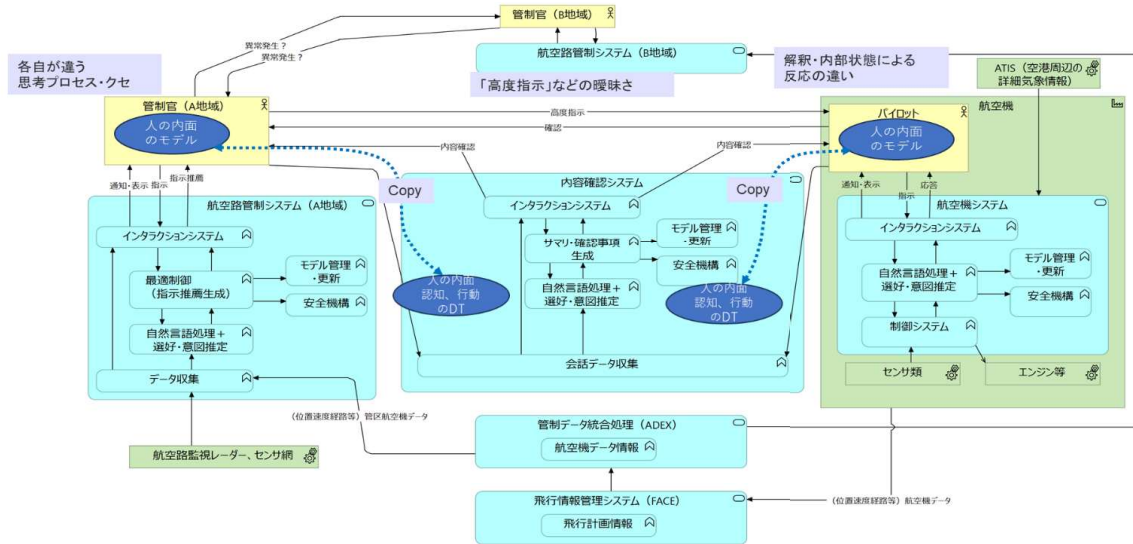 管制官（B地域）
異常発生？
異常発生？
航空路管制システム（B地域）
各自が違う
思考プロセス・クセ
「高度指示」などの曖昧さ
解釈・内部状態による
反応の違い
ATIS（空港周辺の
詳細気象情報）
管制官（A地域）
人の内面
のモデル
高度指示
確認
内容確認
内容確認
航空機
パイロット
人の内面
のモデル
通知・表示
指示
指示推薦
Copy
Copy
通知・表示
指示
応答
航空路管制システム（A地域）
インタラクションシステム
最適制御
（指示推薦生成）
モデル管理
・更新
安全機構
自然言語処理＋
選好・意図推定
データ収集
内容確認システム
インタラクションシステム
サマリ・確認事項
生成
モデル管理
・更新
安全機構
自然言語処理＋
選好・意図推定
人の内面
認知、行動
のDT
人の内面
認知、行動
のDT
会話データ収集
航空機システム
インタラクションシステム
自然言語処理＋
選好・意図推定
モデル管理
・更新
安全機構
制御システム
センサ類
エンジン等
（位置速度経路等）管区航空機データ
航空路監視レーダー、センサ網
管制データ統合処理（ADEX）
航空機データ情報
飛行情報管理システム（FACE）
飛行計画情報
（位置速度経路等）航空機データ